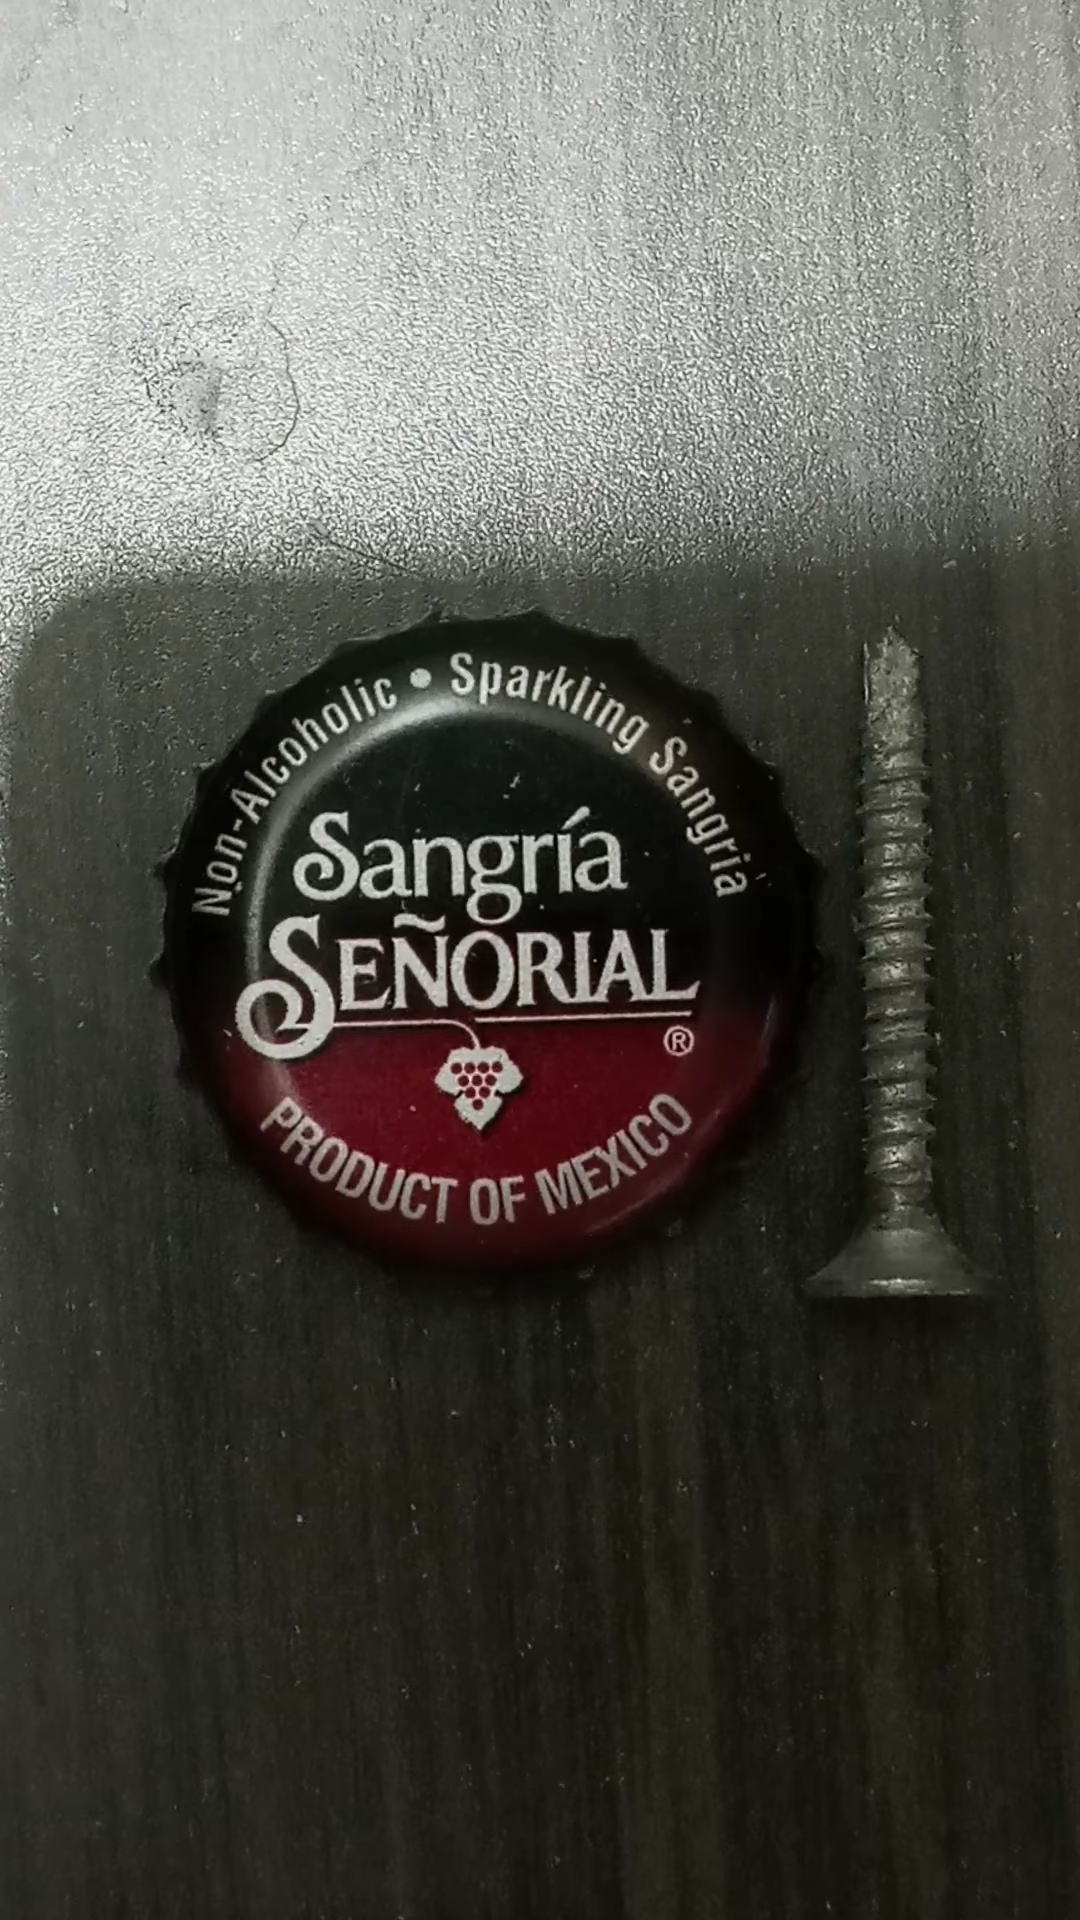 Non-Alcoholic • Sparkling Sangria
Sangría
SEÑORIAL
®
PRODUCT OF MEXICO